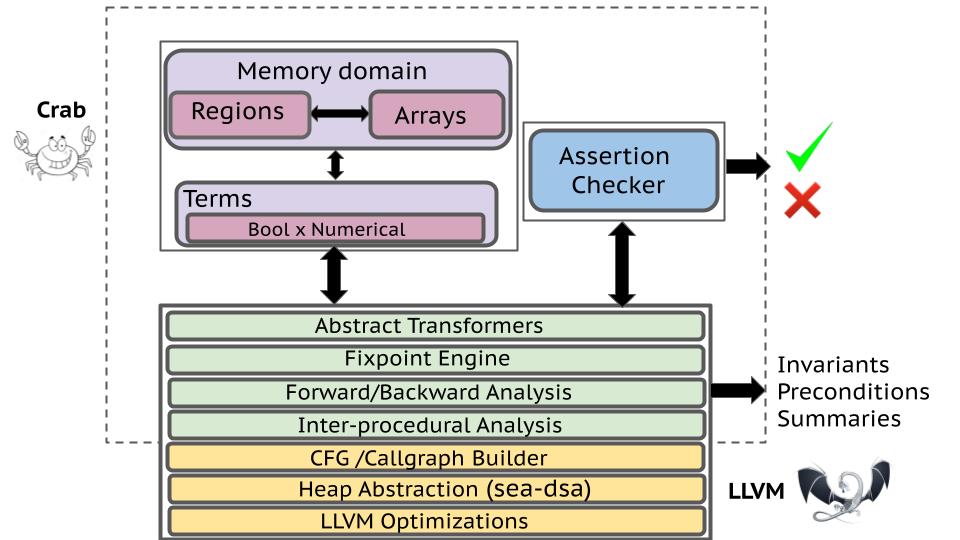 Crab
Memory domain
Regions
Arrays
Terms
Bool x Numerical
Assertion
Checker
Abstract Transformers
Fixpoint Engine
Forward/Backward Analysis
Inter-procedural Analysis
CFG /Callgraph Builder
Heap Abstraction (sea-dsa)
LLVM Optimizations
Invariants
Preconditions
Summaries
LLVM